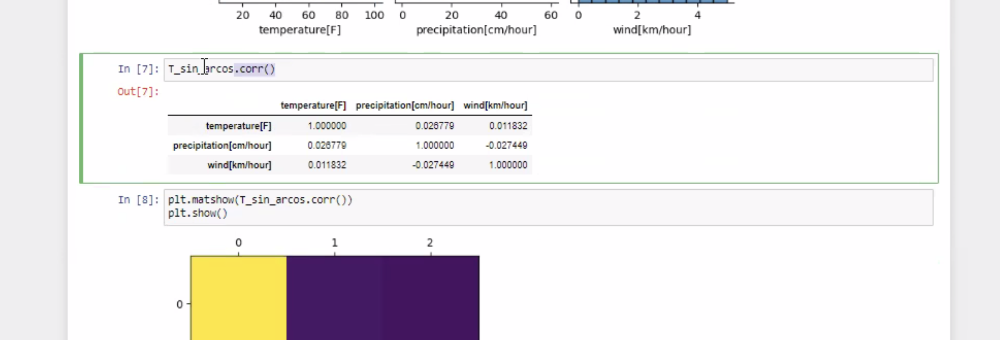 20 40 60 80 100 0 20 40 60 0 2 4
temperature[F] precipitation[cm/hour] wind[km/hour]
In [7]: T_sin_arcos.corr()
Out[7]:
temperature[F] precipitation[cm/hour] wind[km/hour]
temperature[F] 1.000000 0.026779 0.011832
precipitation[cm/hour] 0.026779 1.000000 -0.027449
wind[km/hour] 0.011832 -0.027449 1.000000
In [8]: plt.matshow(T_sin_arcos.corr())
plt.show()
0 1 2
0